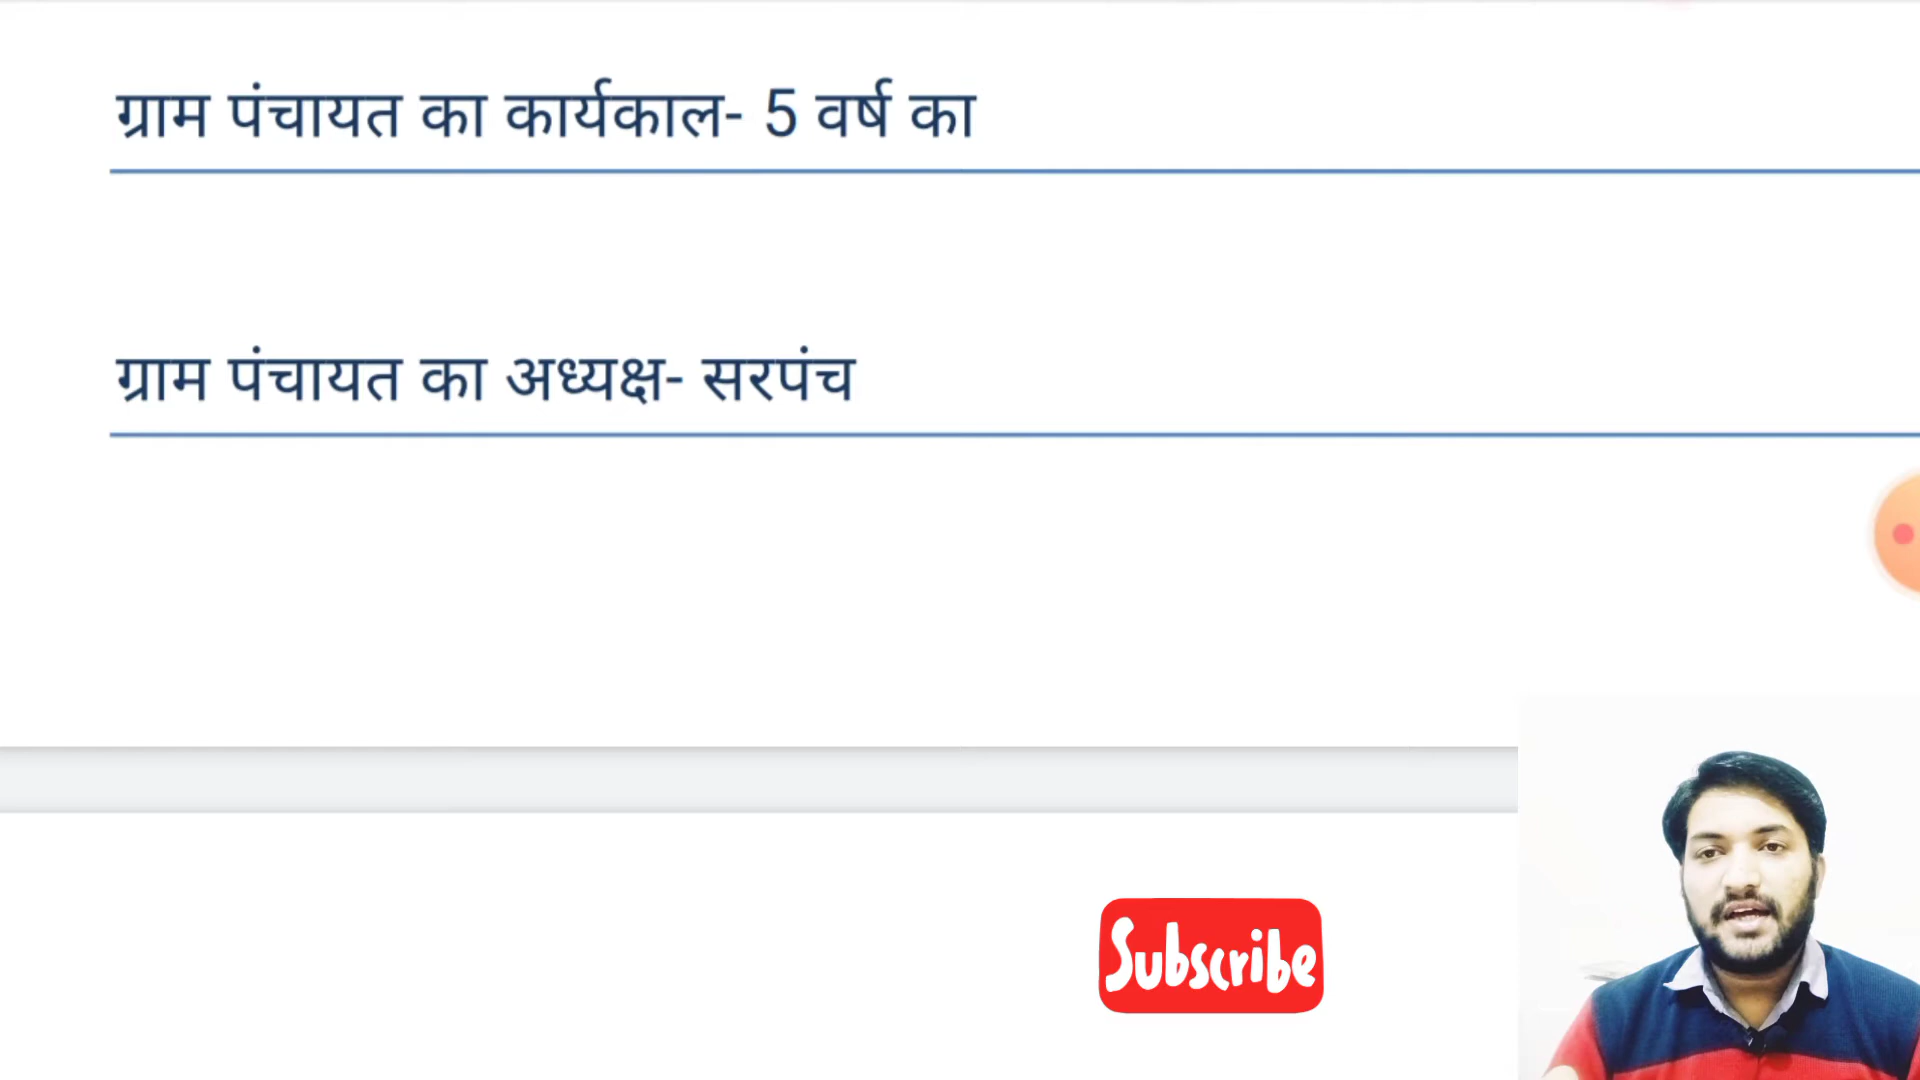 ग्राम पंचायत का कार्यकाल- 5 वर्ष का
ग्राम पंचायत का अध्यक्ष- सरपंच
Subscribe